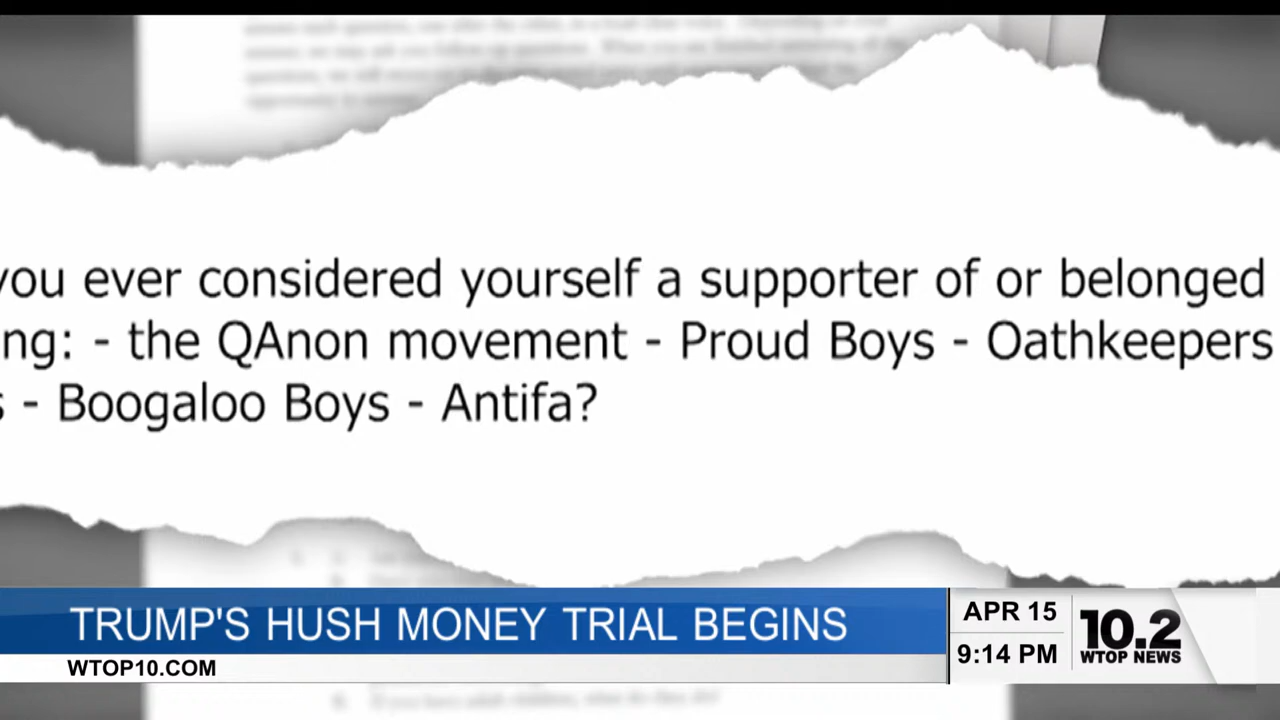 you ever considered yourself a supporter of or belonged
ng: - the QAnon movement - Proud Boys - Oathkeepers
s - Boogaloo Boys - Antifa?
TRUMP'S HUSH MONEY TRIAL BEGINS
WTOP10.COM
APR 15
9:14 PM
10.2
WTOP NEWS